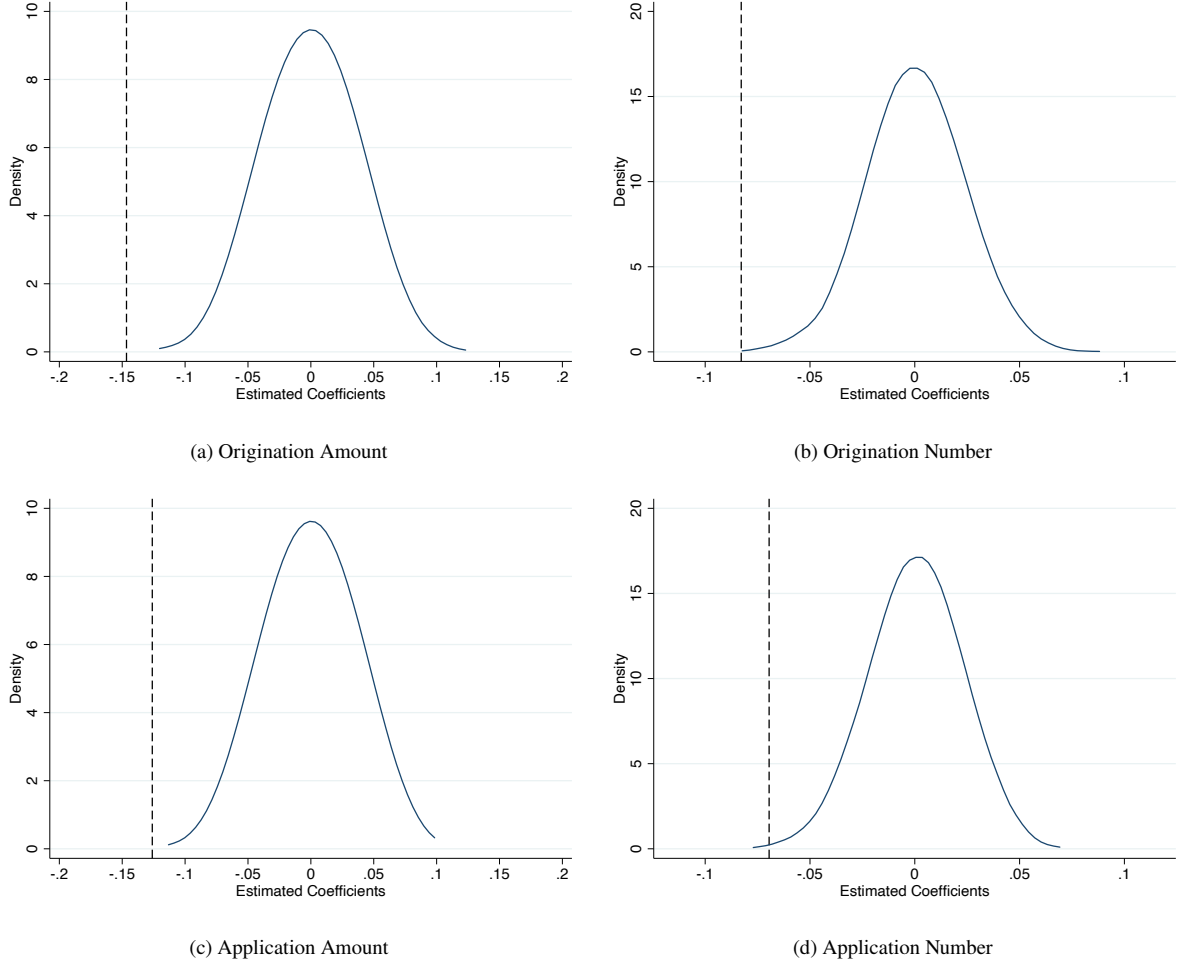 10
8
6
4
2
0
Density
-.2 -.15 -.1 -.05 0 .05 .1 .15 .2
Estimated Coefficients
(a) Origination Amount
20
15
10
5
0
Density
-.1 -.05 0 .05 .1
Estimated Coefficients
(b) Origination Number
10
8
6
4
2
0
Density
-.2 -.15 -.1 -.05 0 .05 .1 .15 .2
Estimated Coefficients
(c) Application Amount
20
15
10
5
0
Density
-.1 -.05 0 .05 .1
Estimated Coefficients
(d) Application Number